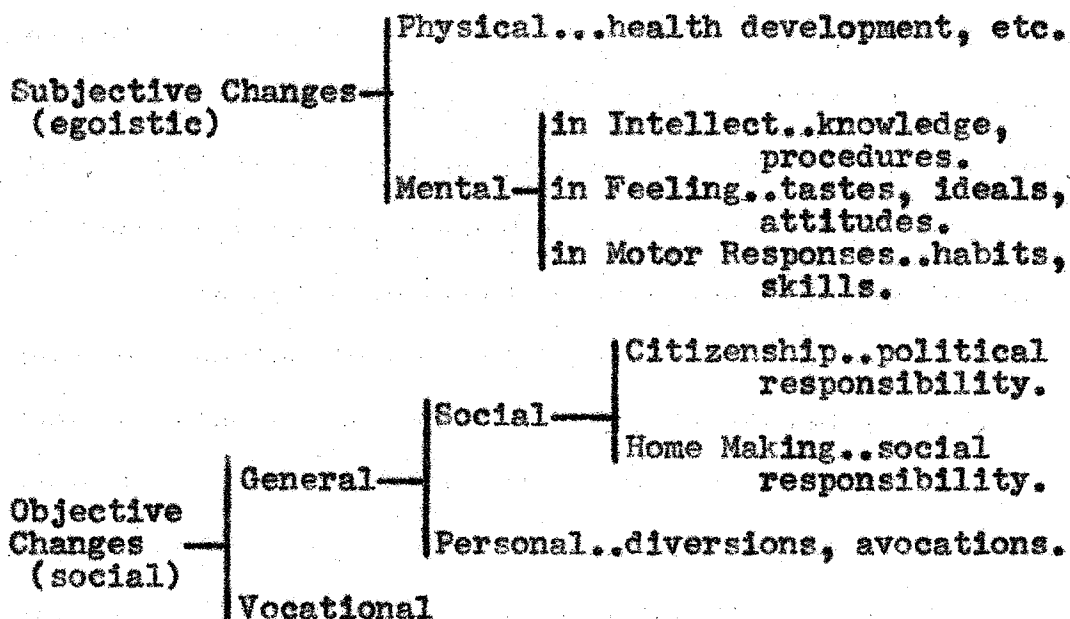 Physical...health development, etc.
Subjective Changes
(egoistic)
in Intellect..knowledge,
procedures.
Mental
in Feeling..tastes, ideals,
attitudes.
in Motor Responses..habits,
skills.
Citizenship..political
responsibility.
Social
Home Making..social
responsibility.
General
Objective
Changes
(social)
Personal..diversions, avocations.
Vocational